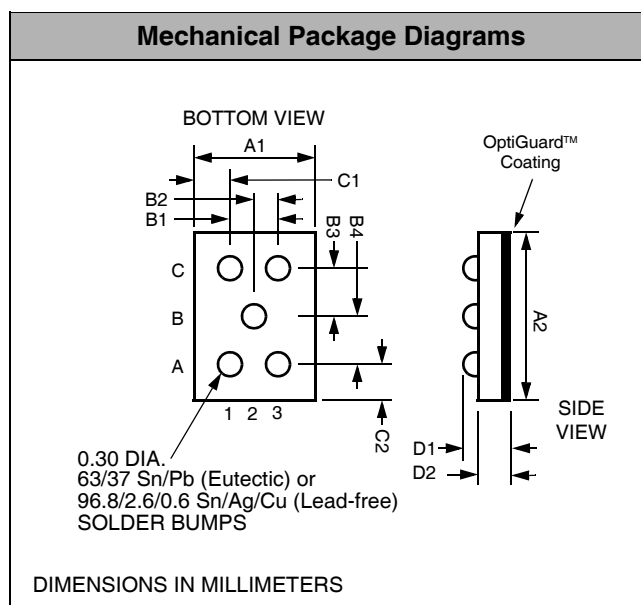 Mechanical Package Diagrams
BOTTOM VIEW
A1
OptiGuard™
Coating
C1
B2
B1
B3
B4
C
B
A
A2
1 2 3
C2
SIDE
VIEW
D1
D2
0.30 DIA.
63/37 Sn/Pb (Eutectic) or
96.8/2.6/0.6 Sn/Ag/Cu (Lead-free)
SOLDER BUMPS
DIMENSIONS IN MILLIMETERS